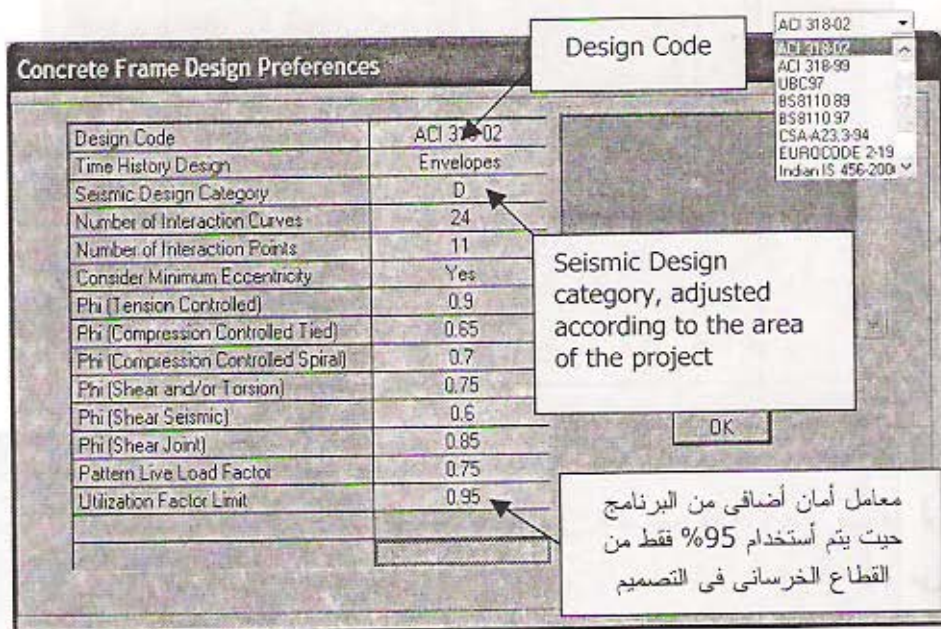 ACI 318-02
ACI 318-02
ACI 318-99
UBC97
BS8110 89
BS8110 97
CSA-A23.3-94
EUROCODE 2-19
Indian IS 456-200
Design Code
Concrete Frame Design Preferences
Design Code ACI 318-02
Time History Design Envelopes
Seismic Design Category D
Number of Interaction Curves 24
Number of Interaction Points 11
Consider Minimum Eccentricity Yes
Phi (Tension Controlled) 0.9
Phi (Compression Controlled Tied) 0.65
Phi (Compression Controlled Spiral) 0.7
Phi (Shear and/or Torsion) 0.75
Phi (Shear Seismic) 0.6
Phi (Shear Joint) 0.85
Pattern Live Load Factor 0.75
Utilization Factor Limit 0.95
Seismic Design
category, adjusted
according to the area
of the project
OK
معامل أمان أضافى من البرنامج
حيت يتم أستخدام 95% فقط من
القطاع الخرسانى فى التصميم